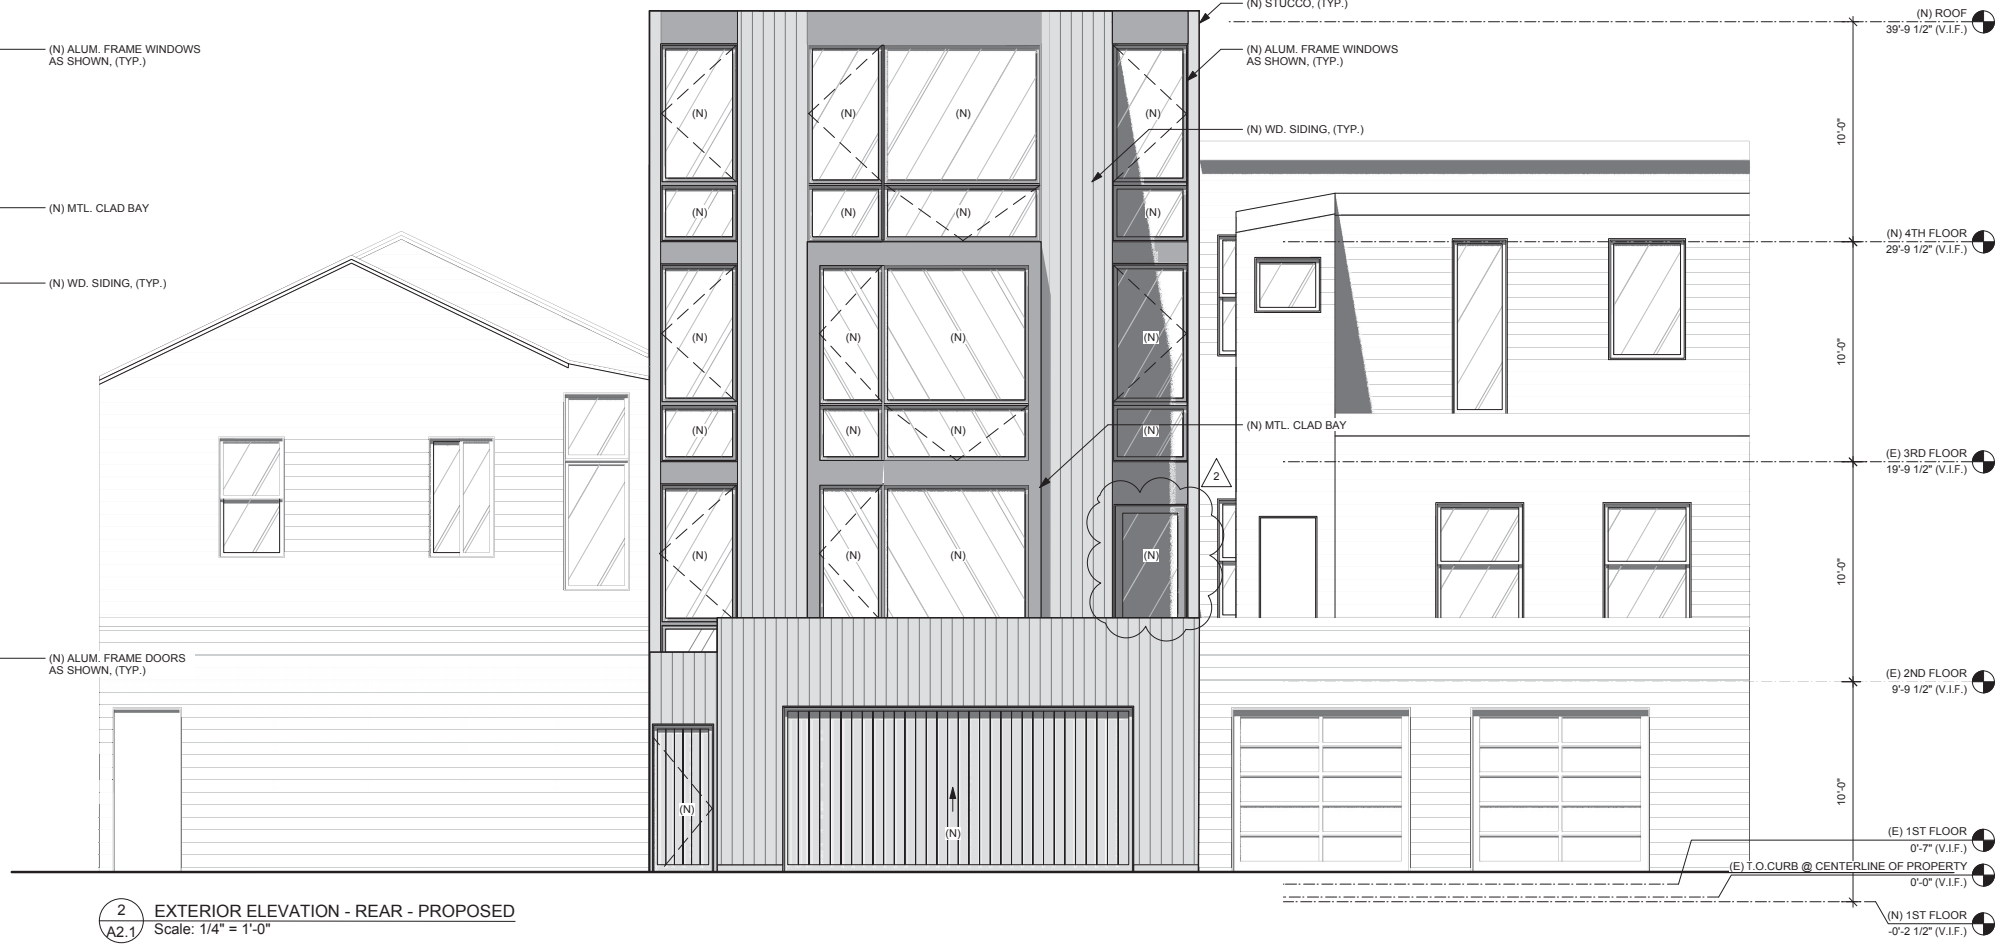 (N) STUCCO, (TYP.)
(N) ROOF
39'-9 1/2" (V.I.F.)
(N) ALUM. FRAME WINDOWS
AS SHOWN, (TYP.)
(N) ALUM. FRAME WINDOWS
AS SHOWN, (TYP.)
(N)
(N)
(N)
(N)
(N) WD. SIDING, (TYP.)
10'-0"
(N) MTL. CLAD BAY
(N)
(N)
(N)
(N)
(N) 4TH FLOOR
29'-9 1/2" (V.I.F.)
(N) WD. SIDING, (TYP.)
(N)
(N)
(N)
(N)
10'-0"
(N)
(N)
(N)
(N)
(N) MTL. CLAD BAY
(E) 3RD FLOOR
19'-9 1/2" (V.I.F.)
2
(N)
(N)
(N)
(N)
10'-0"
(N) ALUM. FRAME DOORS
AS SHOWN, (TYP.)
(E) 2ND FLOOR
9'-9 1/2" (V.I.F.)
10'-0"
(N)
(N)
(E) 1ST FLOOR
0'-7" (V.I.F.)
(E) T.O.CURB @ CENTERLINE OF PROPERTY
0'-0" (V.I.F.)
(N) 1ST FLOOR
-0'-2 1/2" (V.I.F.)
2
A2.1
EXTERIOR ELEVATION - REAR - PROPOSED
Scale: 1/4" = 1'-0"